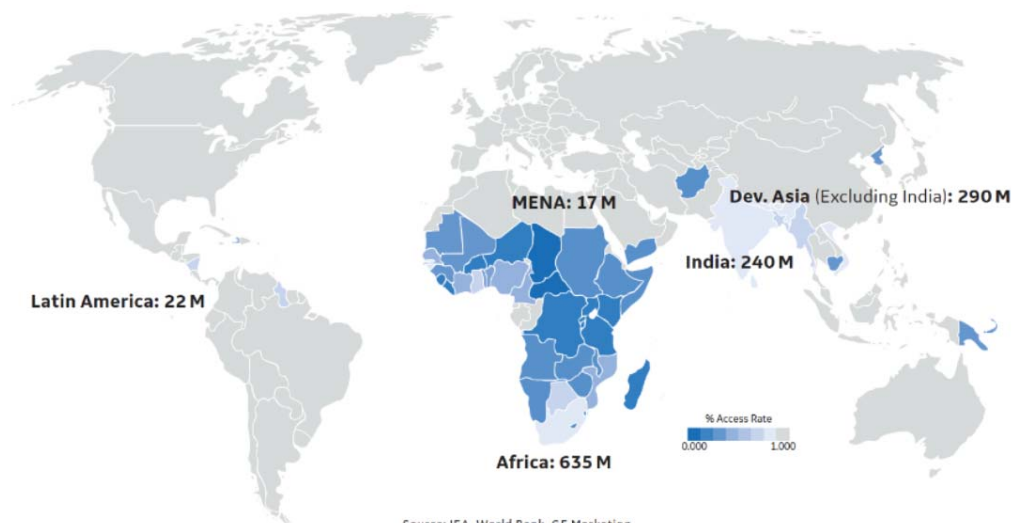 MENA: 17 M
Dev. Asia (Excluding India): 290 M
India: 240 M
Latin America: 22 M
% Access Rate
0.000 1.000
Africa: 635 M